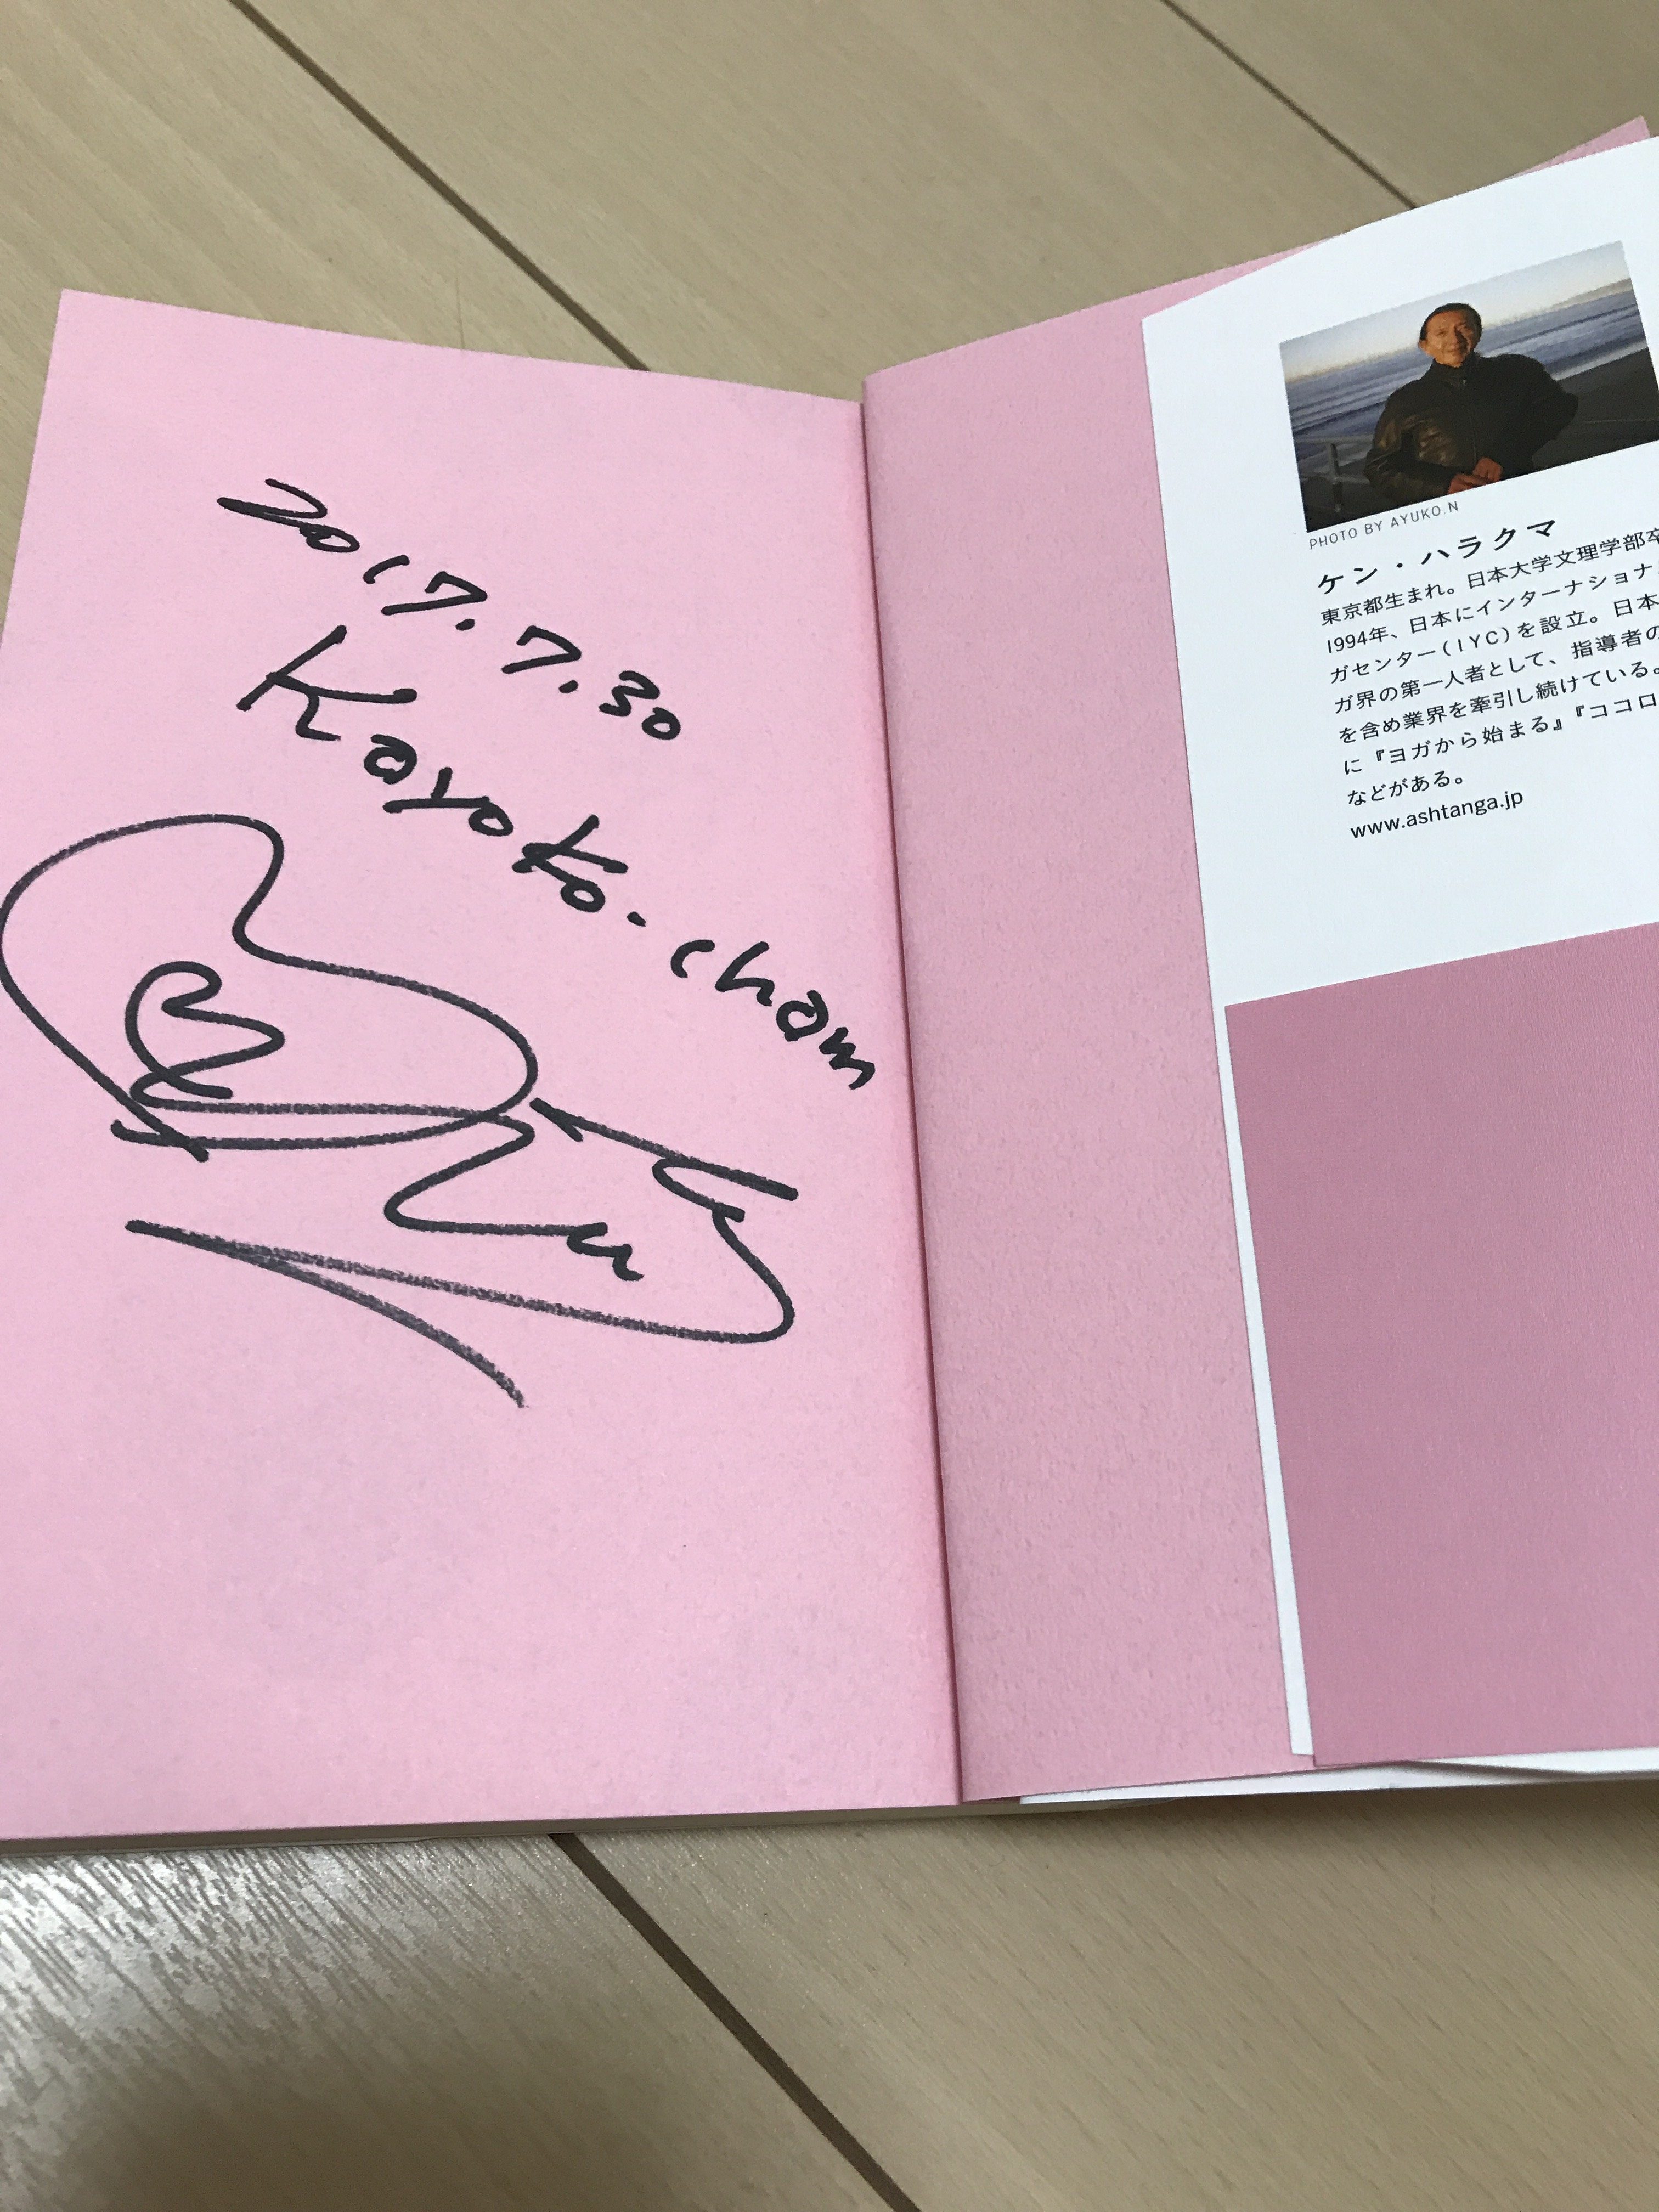 2017.7.30
Kayoko.cham
PHOTO BY AYUKO.N
ケン・ハラクマ
東京都生まれ。日本大学文理学部卒
1994年、日本にインターナショナ
ガセンター(IYC)を設立。日本
ガ界の第一人者として、指導者の
を含め業界を牽引し続けている。
に『ヨガから始まる』『ココロ
などがある。
www.ashtanga.jp